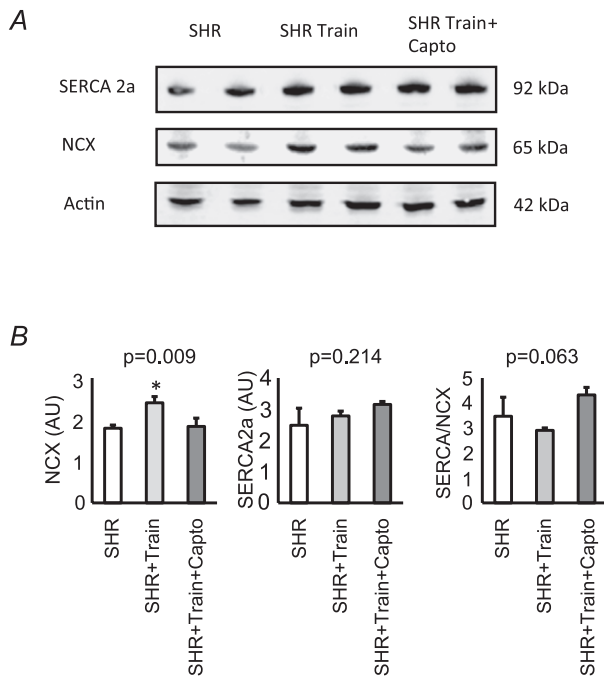 A
SHR SHR Train SHR Train+
Capto
SERCA 2a 92 kDa
NCX 65 kDa
Actin 42 kDa
B
p=0.009 p=0.214 p=0.063
NCX (AU)
3
2
1
0
*
SHR
SHR+Train
SHR+Train+Capto
SERCA2a (AU)
4
3
2
1
0
SHR
SHR+Train
SHR+Train+Capto
SERCA/NCX
5
4
3
2
1
0
SHR
SHR+Train
SHR+Train+Capto